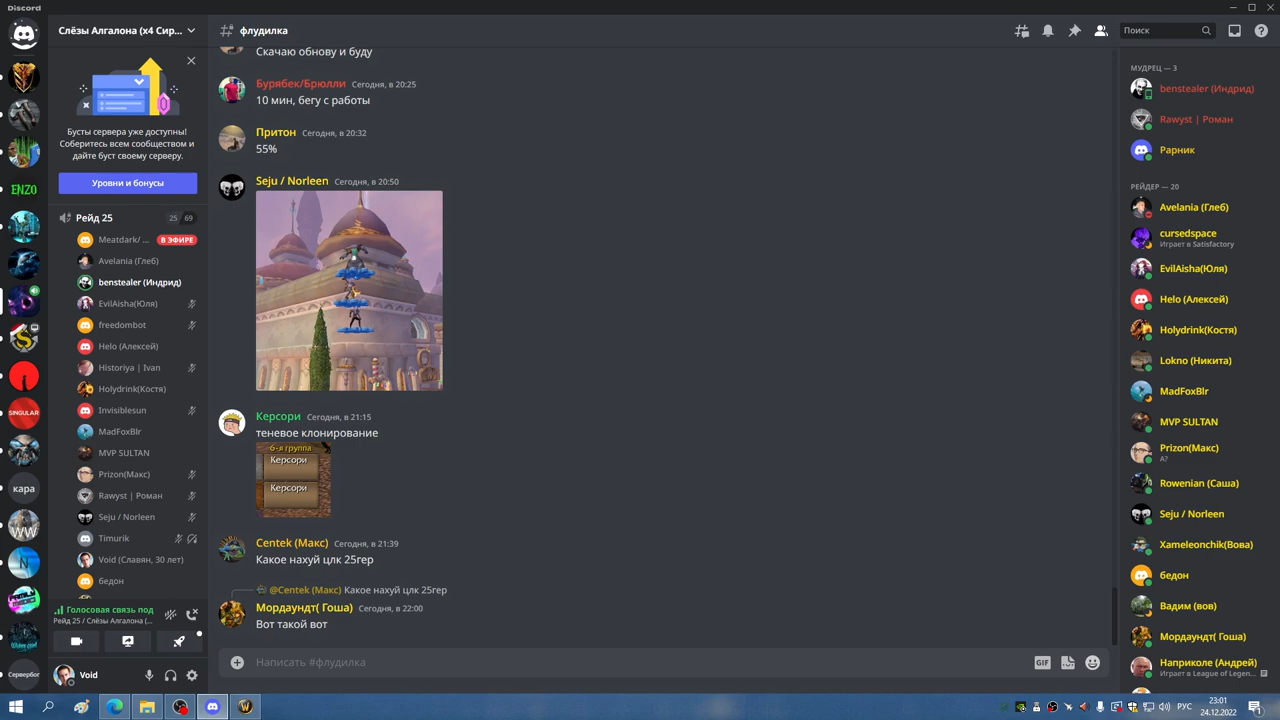 Discord
Слёзы Алгалона (x4 Сир...
Бусты сервера уже доступны!
Соберитесь всем сообществом и
дайте буст своему серверу.
Уровни и бонусы
Рейд 25
25 69
Meatdark/ ...
В ЭФИРЕ
Avelania (Глеб)
benstealer (Индрид)
EvilAisha(Юля)
freedombot
Helo (Алексей)
Historiya | Ivan
Holydrink(Костя)
Invisiblesun
MadFoxBlr
MVP SULTAN
Prizon(Макс)
Rawyst | Роман
Seju / Norleen
Timurik
Void (Славян, 30 лет)
бедон
Голосовая связь под
Рейд 25 / Слёзы Алгалона (...
Void
ENZO
SINGULAR
кара
WW
N
Сервербог
флудилка
Поиск
Скачаю обнову и буду
Бурябек/Брюлли Сегодня, в 20:25
10 мин, бегу с работы
Притон Сегодня, в 20:32
55%
Seju / Norleen Сегодня, в 20:50
Керсори Сегодня, в 21:15
теневое клонирование
6-я группа
Керсори
Керсори
Centek (Макс) Сегодня, в 21:39
Какое нахуй цлк 25гер
@Centek (Макс) Какое нахуй цлк 25гер
Мордаундт( Гоша) Сегодня, в 22:00
Вот такой вот
Написать #флудилка
GIF
МУДРЕЦ — 3
benstealer (Индрид)
Rawyst | Роман
Рарник
РЕЙДЕР — 20
Avelania (Глеб)
cursedspace
Играет в Satisfactory
EvilAisha(Юля)
Helo (Алексей)
Holydrink(Костя)
Lokno (Никита)
MadFoxBlr
MVP SULTAN
Prizon(Макс)
А?
Rowenian (Саша)
Seju / Norleen
Xameleonchik(Вова)
бедон
Вадим (вов)
Мордаундт( Гоша)
Наприколе (Андрей)
Играет в League of Legen...
РУС
23:01
24.12.2022